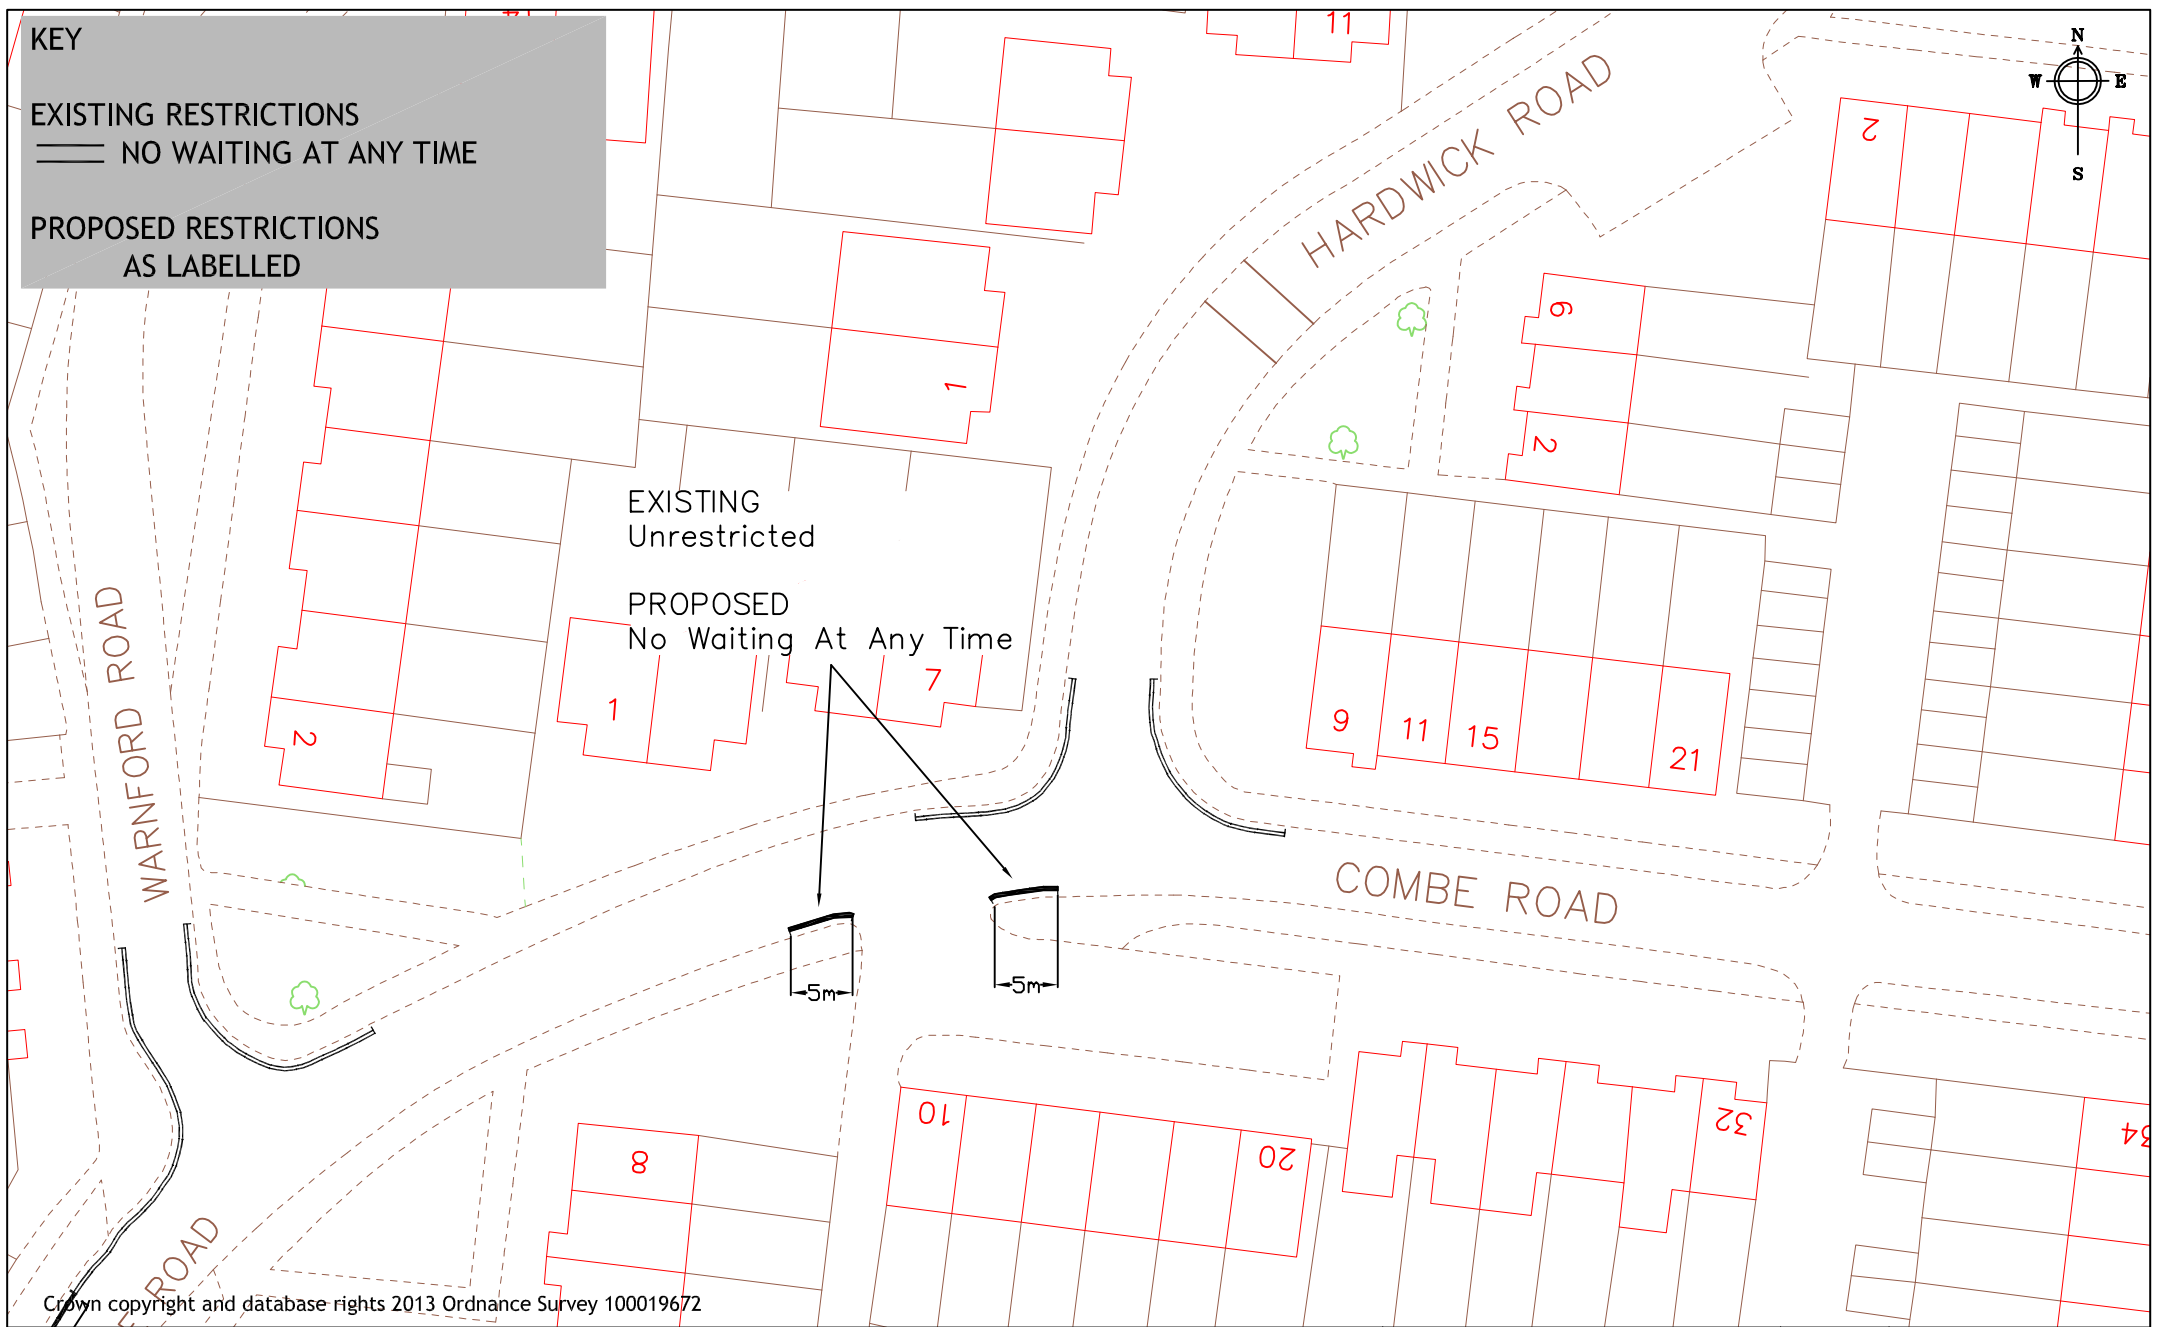 KEY
EXISTING RESTRICTIONS
NO WAITING AT ANY TIME
PROPOSED RESTRICTIONS
AS LABELLED
11
N
W E
S
HARDWICK ROAD
2
6
2
1
EXISTING
Unrestricted
PROPOSED
No Waiting At Any Time
WARNFORD ROAD
2
1
7
9
11
15
21
COMBE ROAD
5m
5m
8
10
20
32
34
ROAD
Crown copyright and database rights 2013 Ordnance Survey 100019672